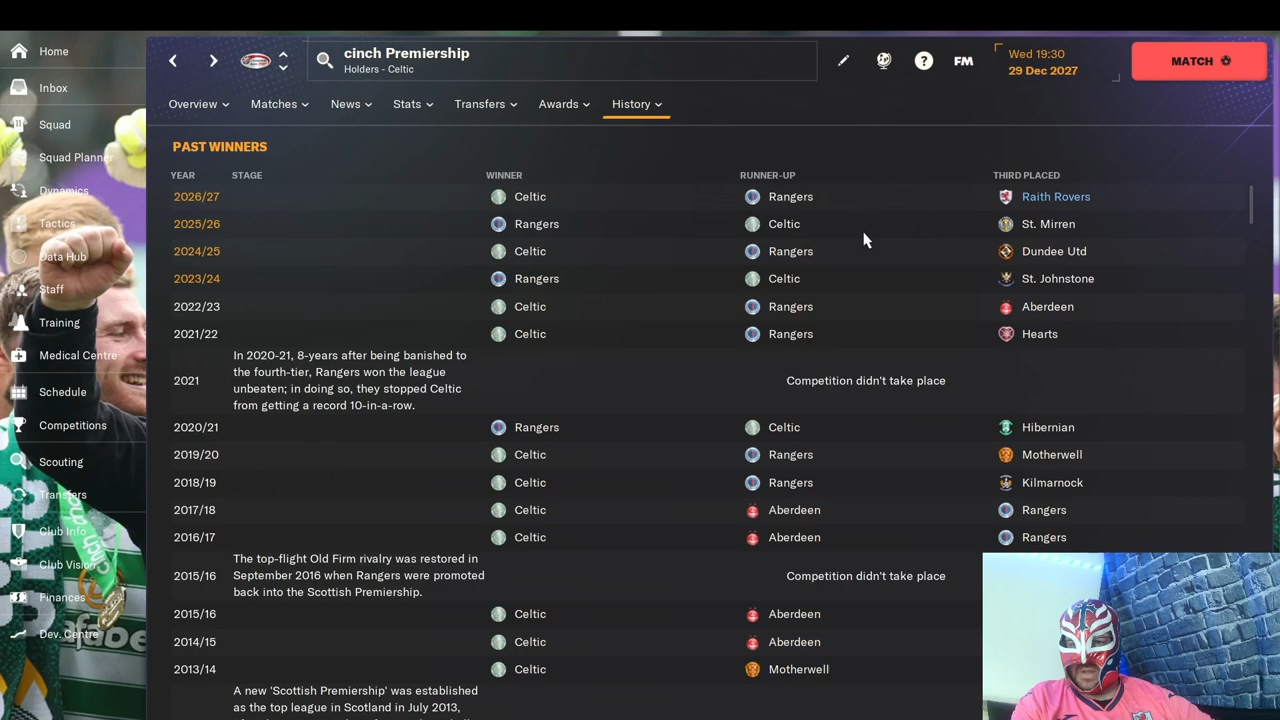 Home
Inbox
Squad
Squad Planner
Dynamics
Tactics
Data Hub
Staff
Training
Medical Centre
Schedule
Competitions
Scouting
Transfers
Club Info
Club Vision
Finances
Dev. Centre
cinch Premiership
Holders - Celtic
? FM
Wed 19:30
29 Dec 2027
MATCH
Overview Matches News Stats Transfers Awards History
PAST WINNERS
YEAR STAGE WINNER RUNNER-UP THIRD PLACED
2026/27 Celtic Rangers Raith Rovers
2025/26 Rangers Celtic St. Mirren
2024/25 Celtic Rangers Dundee Utd
2023/24 Rangers Celtic St. Johnstone
2022/23 Celtic Rangers Aberdeen
2021/22 Celtic Rangers Hearts
2021
In 2020-21, 8-years after being banished to
the fourth-tier, Rangers won the league
unbeaten; in doing so, they stopped Celtic
from getting a record 10-in-a-row.
Competition didn't take place
2020/21 Rangers Celtic Hibernian
2019/20 Celtic Rangers Motherwell
2018/19 Celtic Rangers Kilmarnock
2017/18 Celtic Aberdeen Rangers
2016/17 Celtic Aberdeen Rangers
2015/16
The top-flight Old Firm rivalry was restored in
September 2016 when Rangers were promoted
back into the Scottish Premiership.
Competition didn't take place
2015/16 Celtic Aberdeen
2014/15 Celtic Aberdeen
2013/14 Celtic Motherwell
A new 'Scottish Premiership' was established
as the top league in Scotland in July 2013,
cinch
afabe